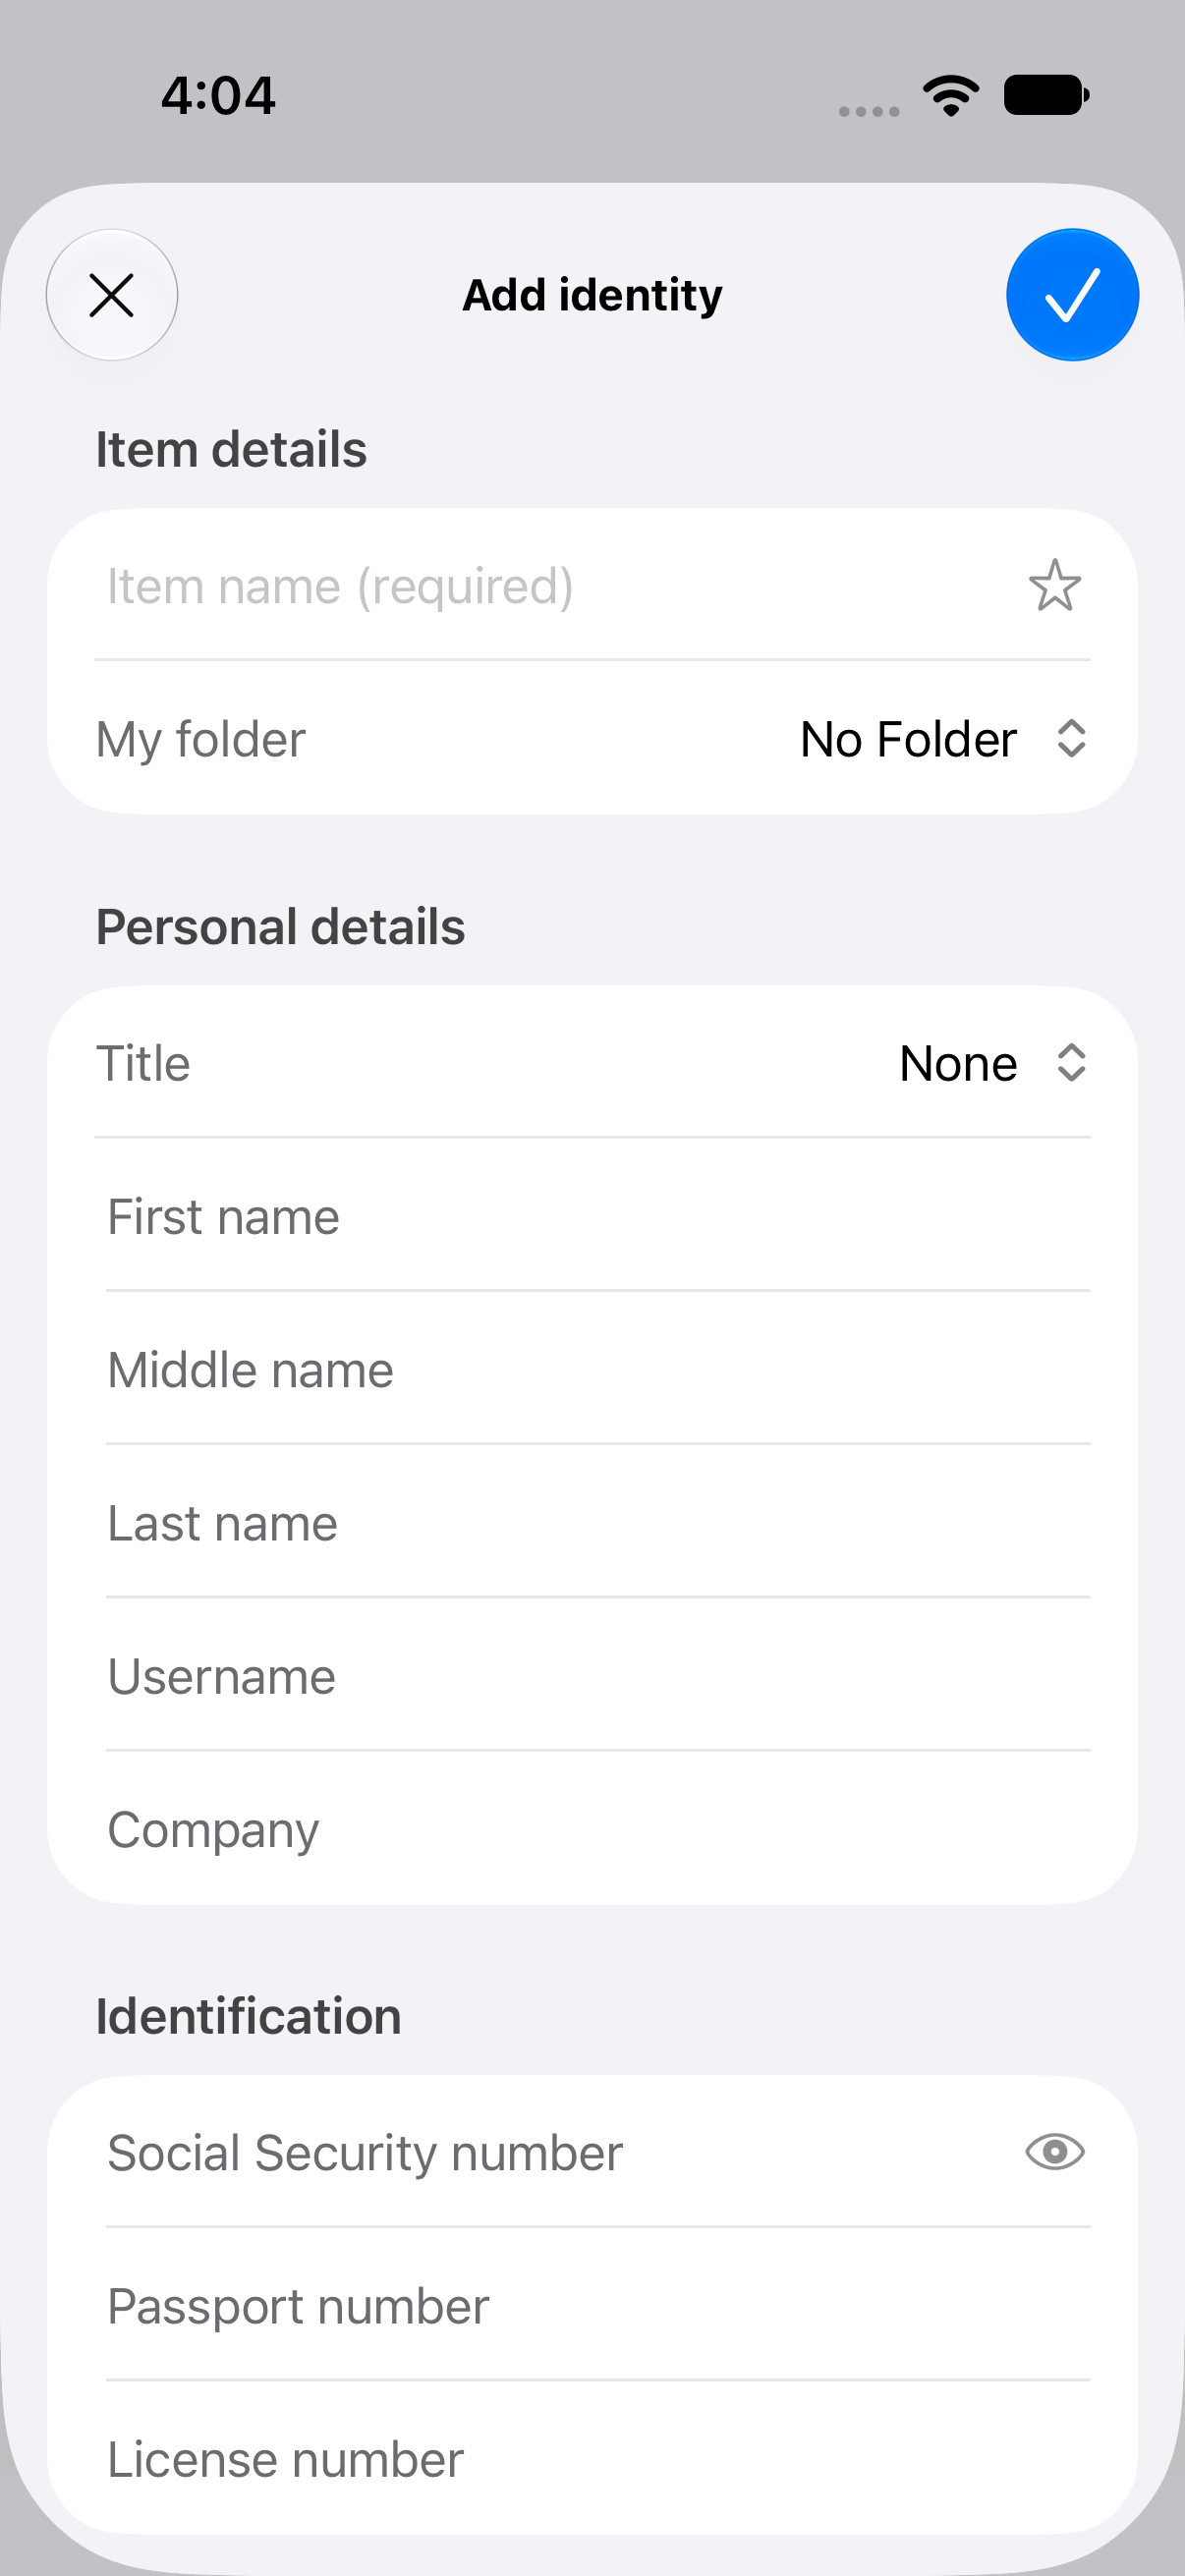 4:04
Add identity
Item details
Item name (required)
My folder No Folder
Personal details
Title None
First name
Middle name
Last name
Username
Company
Identification
Social Security number
Passport number
License number